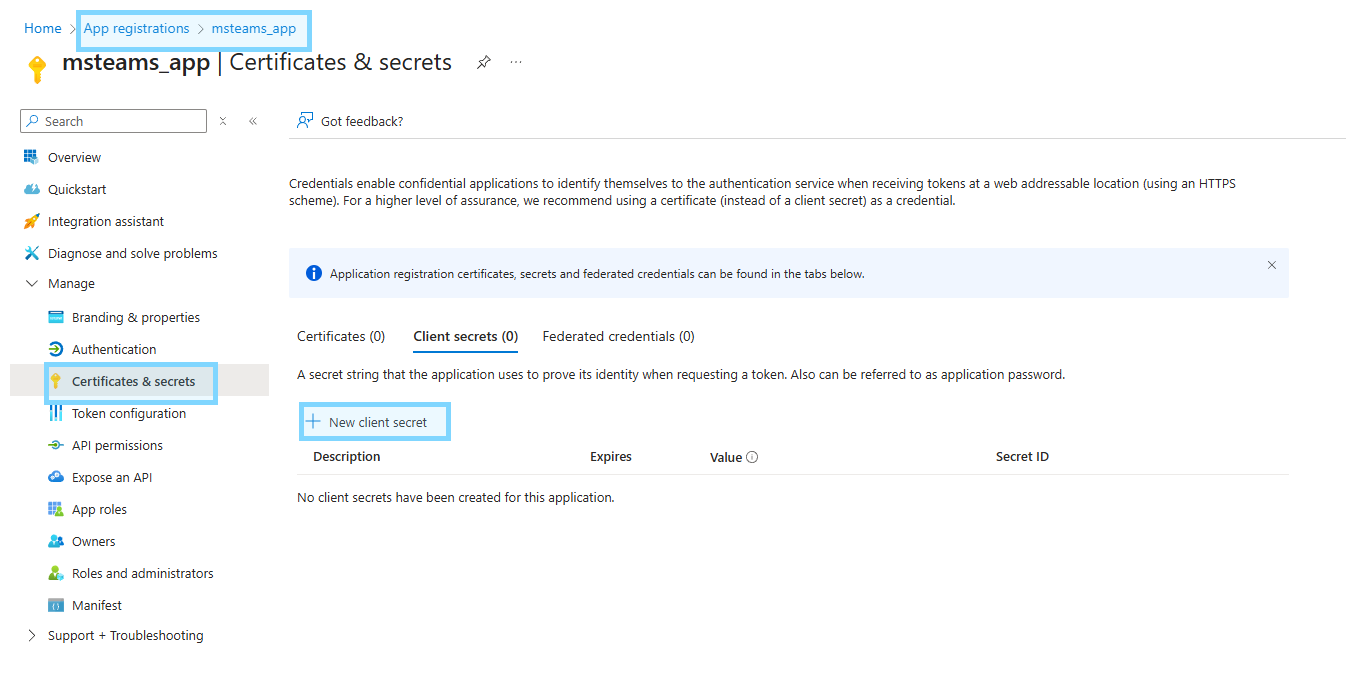 Home > App registrations > msteams_app
msteams_app | Certificates & secrets
Search
Got feedback?
Overview
Quickstart
Integration assistant
Diagnose and solve problems
Manage
Branding & properties
Authentication
Certificates & secrets
Token configuration
API permissions
Expose an API
App roles
Owners
Roles and administrators
Manifest
Support + Troubleshooting
Credentials enable confidential applications to identify themselves to the authentication service when receiving tokens at a web addressable location (using an HTTPS
scheme). For a higher level of assurance, we recommend using a certificate (instead of a client secret) as a credential.
Application registration certificates, secrets and federated credentials can be found in the tabs below.
Certificates (0) Client secrets (0) Federated credentials (0)
A secret string that the application uses to prove its identity when requesting a token. Also can be referred to as application password.
New client secret
Description Expires Value Secret ID
No client secrets have been created for this application.